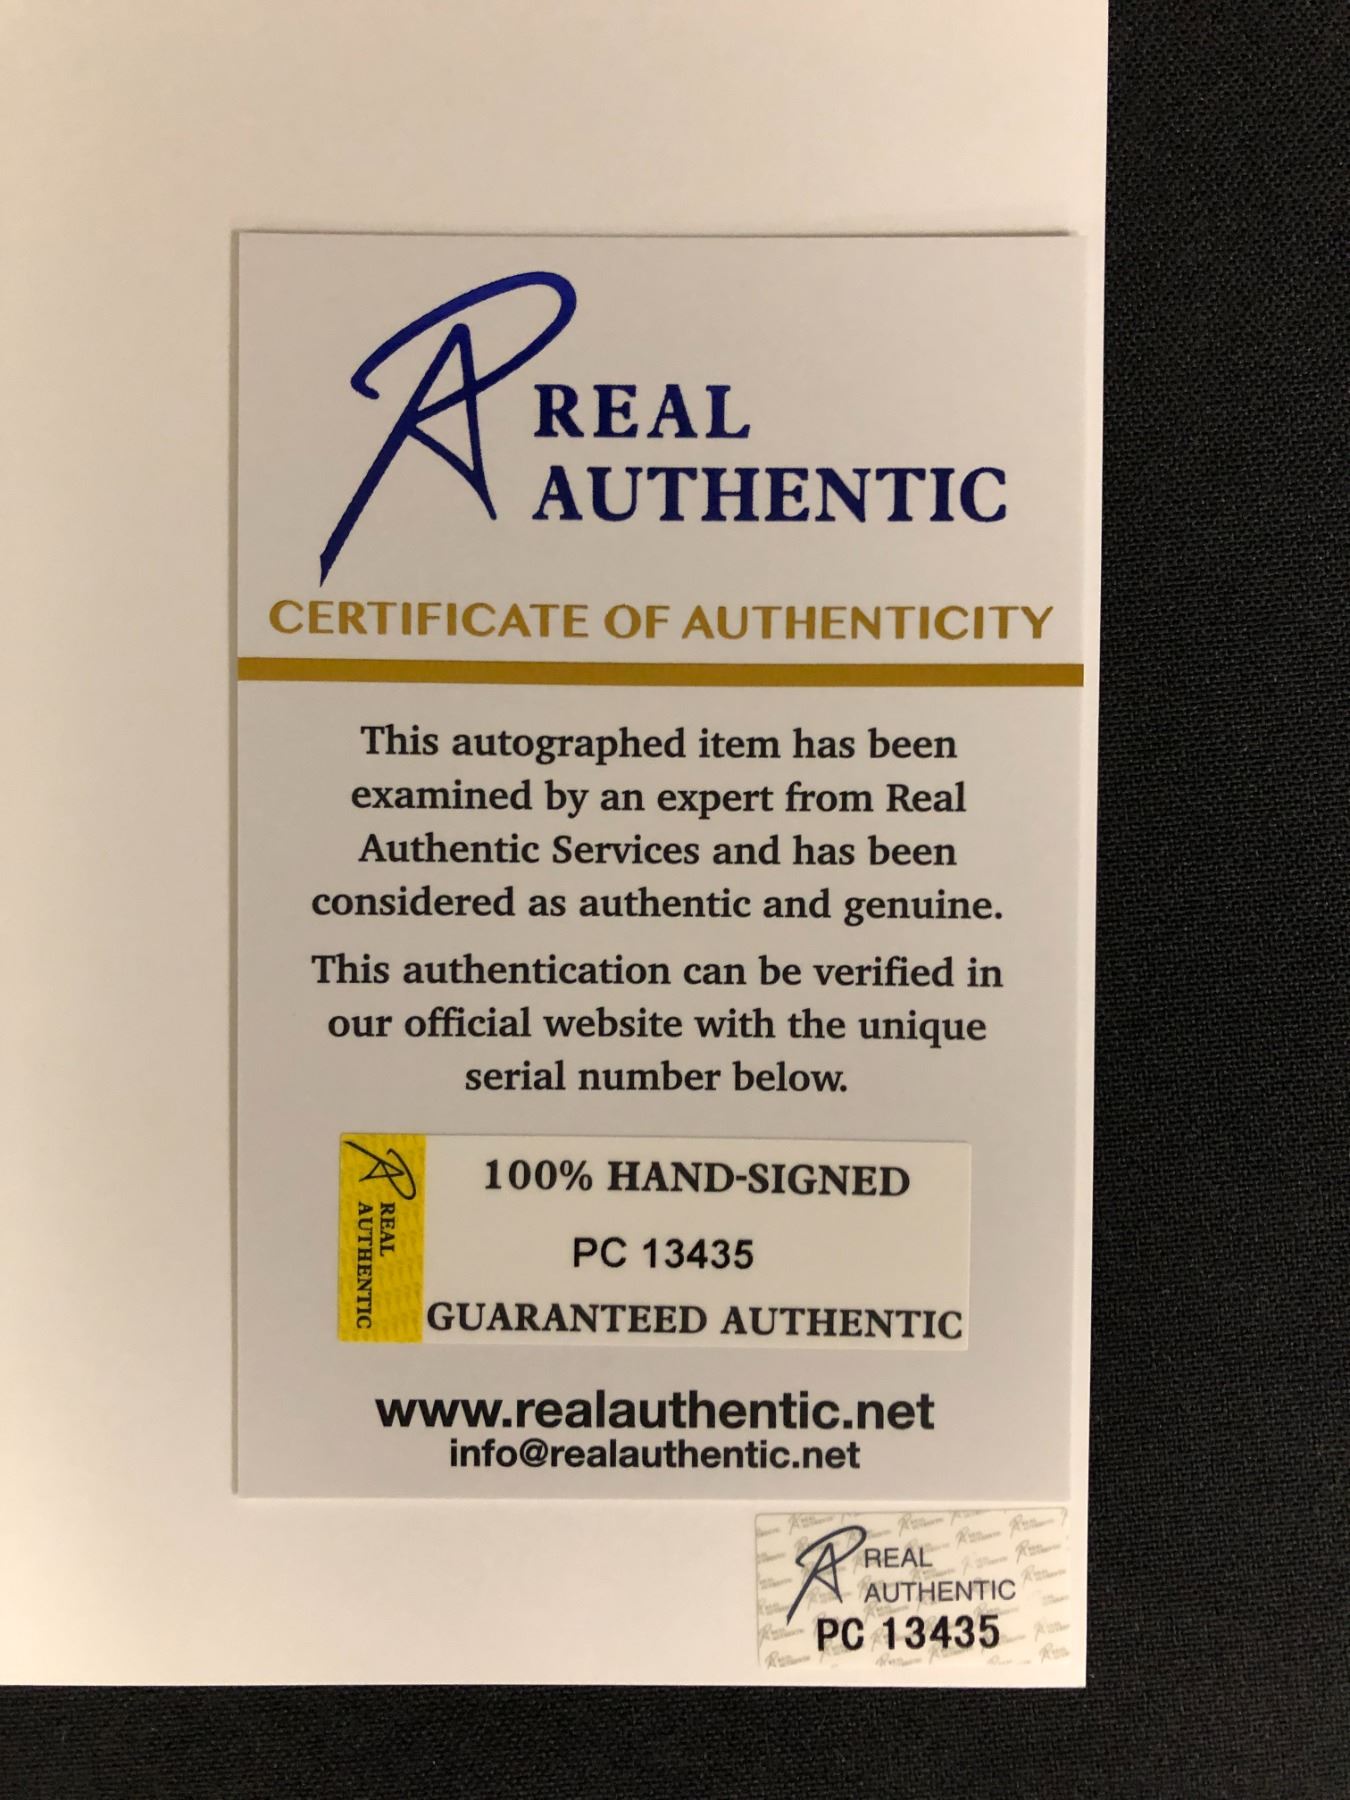 REAL
AUTHENTIC
CERTIFICATE OF AUTHENTICITY
This autographed item has been
examined by an expert from Real
Authentic Services and has been
considered as authentic and genuine.
This authentication can be verified in
our official website with the unique
serial number below.
REAL
AUTHENTIC
100% HAND-SIGNED
PC 13435
GUARANTEED AUTHENTIC
www.realauthentic.net
info@realauthentic.net
REAL
AUTHENTIC
PC 13435